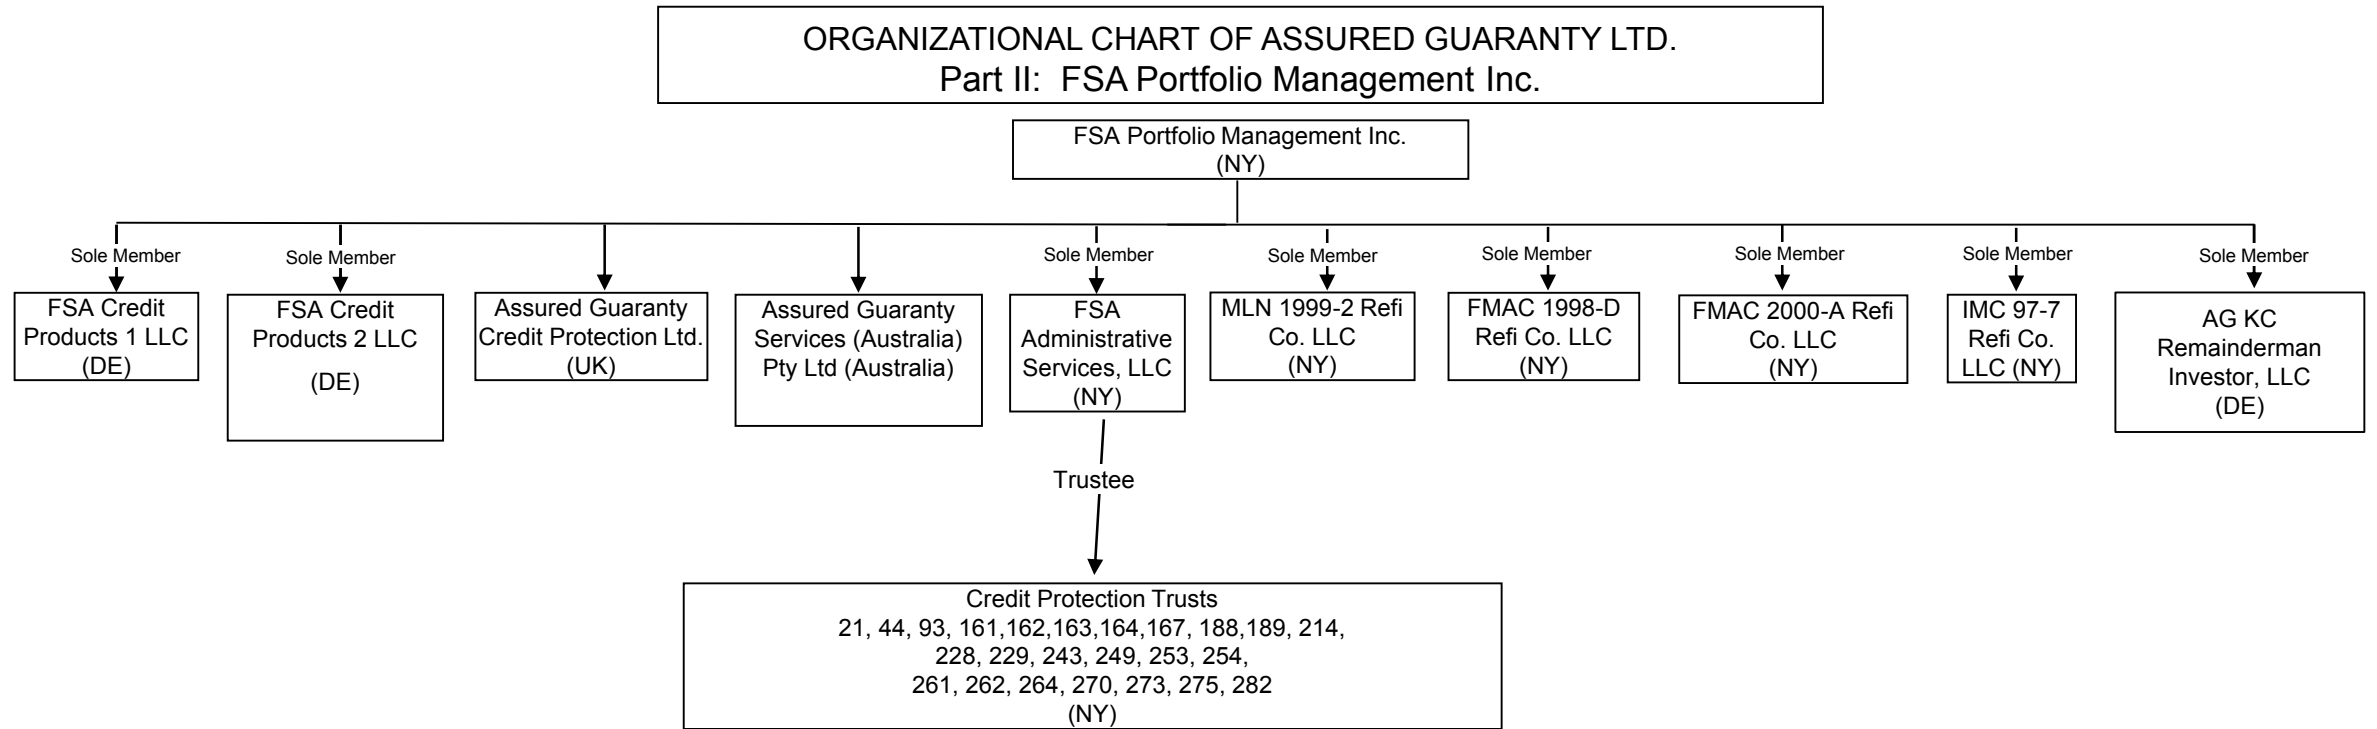 ORGANIZATIONAL CHART OF ASSURED GUARANTY LTD.
Part II:  FSA Portfolio Management Inc.
FSA Portfolio Management Inc.
(NY)
Sole Member
Sole Member
Sole Member
Sole Member
Sole Member
Sole Member
Sole Member
Sole Member
FSA Credit
Products 1 LLC
(DE)
FSA Credit
Products 2 LLC
(DE)
Assured Guaranty
Credit Protection Ltd.
(UK)
Assured Guaranty
Services (Australia)
Pty Ltd (Australia)
FSA
Administrative
Services, LLC
(NY)
MLN 1999-2 Refi
Co. LLC
(NY)
FMAC 1998-D
Refi Co. LLC
(NY)
FMAC 2000-A Refi
Co. LLC
(NY)
IMC 97-7
Refi Co.
LLC (NY)
AG KC
Remainderman
Investor, LLC
(DE)
Trustee
Credit Protection Trusts
21, 44, 93, 161,162,163,164,167, 188,189, 214,
228, 229, 243, 249, 253, 254,
261, 262, 264, 270, 273, 275, 282
(NY)